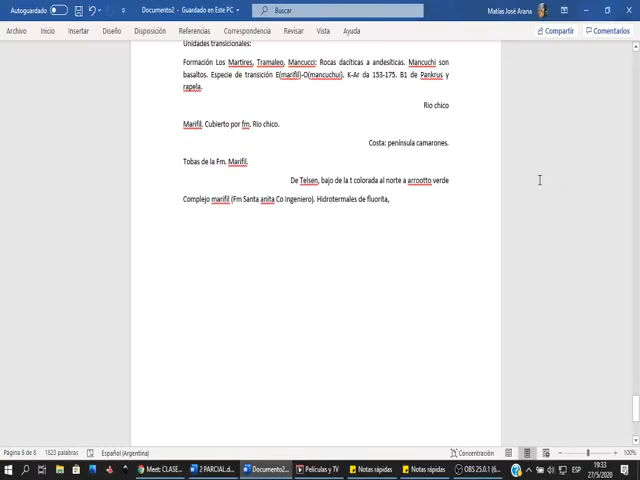 Autoguardado
Documento2 - Guardado en Este PC
Buscar
Matías José Arana
Archivo Inicio Insertar Diseño Disposición Referencias Correspondencia Revisar Vista Ayuda Compartir Comentarios
Unidades transicionales:
Formación Los Martires, Tramaleo, Mancucci: Rocas dacíticas a andesíticas. Mancuchi son
basaltos. Especie de transición E(marifil)-O(mancuchui). K-Ar da 153-175. B1 de Pankrus y
rapela.
Rio chico
Marifil. Cubierto por fm. Rio chico.
Costa: península camarones.
Tobas de la Fm. Marifil.
De Telsen, bajo de la t colorada al norte a arrootto verde
Complejo marifil (Fm Santa anita Co Ingeniero). Hidrotermales de fluorita,
Página 6 de 8 1823 palabras Español (Argentina) Concentración 100%
Meet: CLASE... 2 PARCIAL.d... Documento2... Películas y TV Notas rápidas Notas rápidas OBS 25.0.1 (6... ESP 19:33
27/5/2020